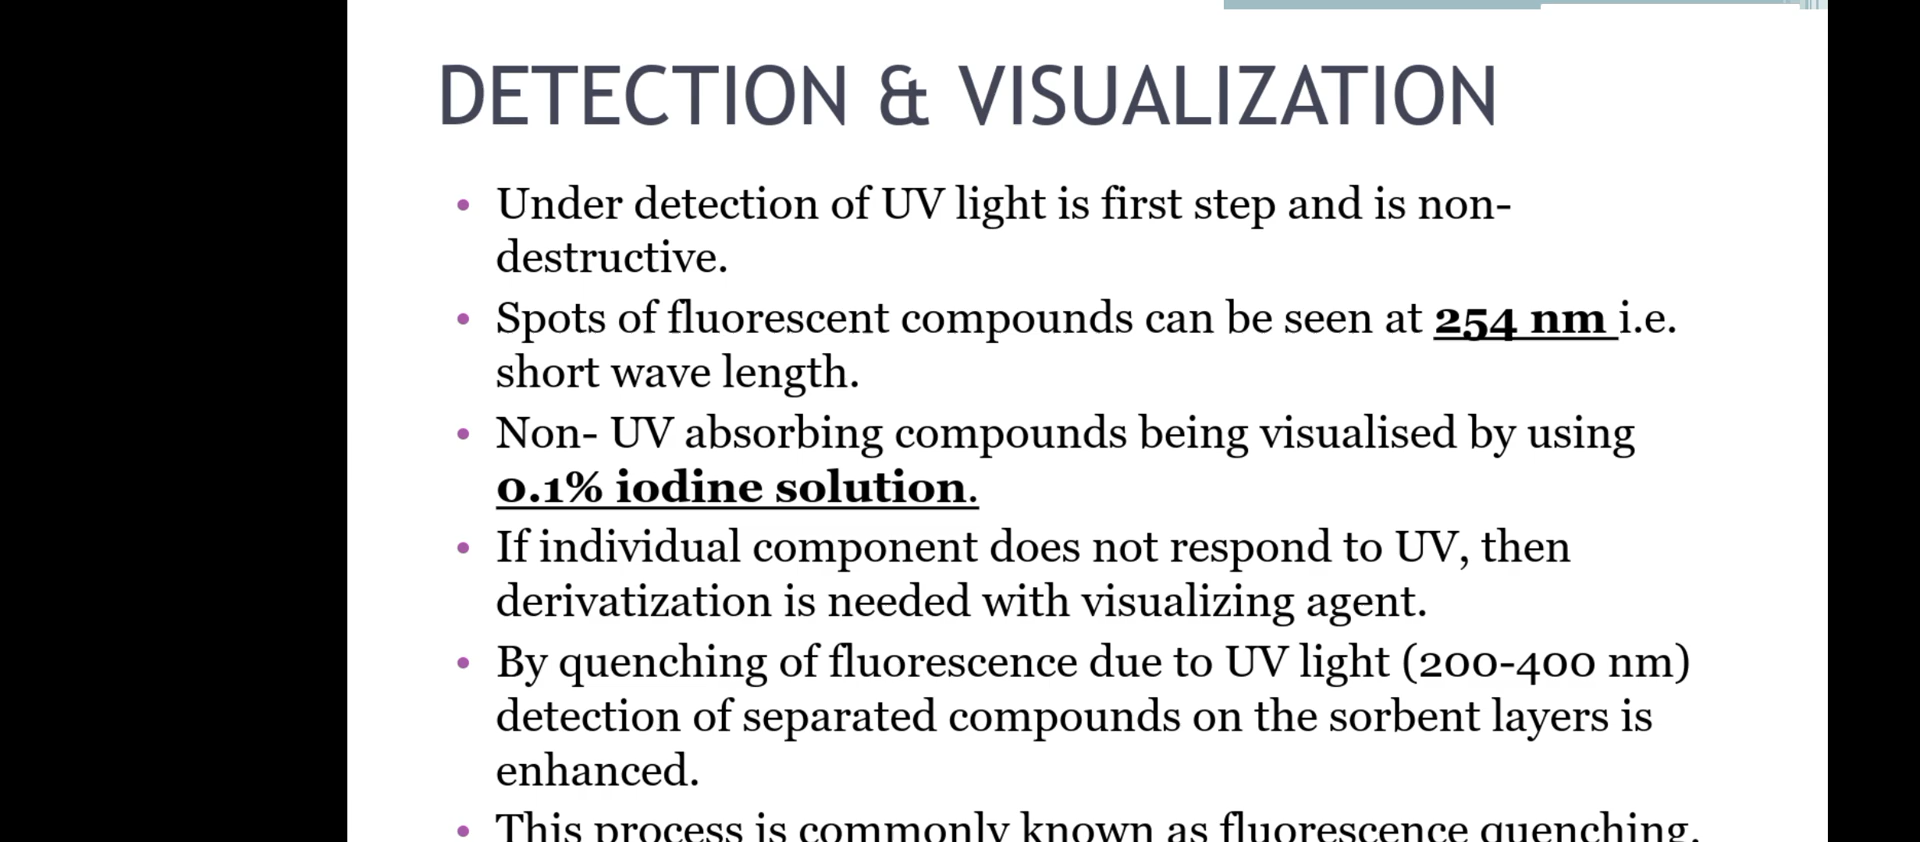 DETECTION & VISUALIZATION
• Under detection of UV light is first step and is non-
destructive.
• Spots of fluorescent compounds can be seen at 254 nm i.e.
short wave length.
• Non- UV absorbing compounds being visualised by using
0.1% iodine solution.
• If individual component does not respond to UV, then
derivatization is needed with visualizing agent.
• By quenching of fluorescence due to UV light (200-400 nm)
detection of separated compounds on the sorbent layers is
enhanced.
• This process is commonly known as fluorescence quenching.